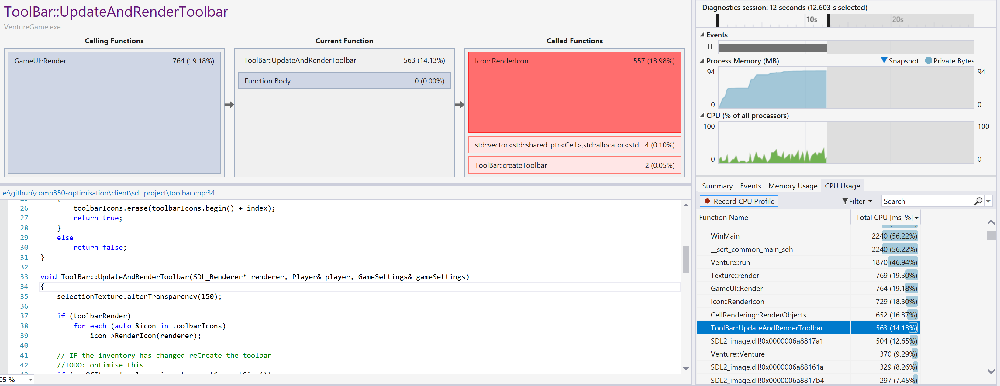 ToolBar::UpdateAndRenderToolbar
VentureGame.exe
Calling Functions
GameUI::Render 764 (19.18%)
Current Function
ToolBar::UpdateAndRenderToolbar 563 (14.13%)
Function Body 0 (0.00%)
Called Functions
Icon::RenderIcon 557 (13.98%)
std::vector<std::shared_ptr<Cell>,std::allocator<std...4 (0.10%)
ToolBar::createToolbar 2 (0.05%)
e:\github\comp350-optimisation\client\sdl_project\toolbar.cpp:34
25 {
26 toolbarIcons.erase(toolbarIcons.begin() + index);
27 return true;
28 }
29 else
30 return false;
31 }
32
33 void ToolBar::UpdateAndRenderToolbar(SDL_Renderer* renderer, Player& player, GameSettings& gameSettings)
34 {
35 selectionTexture.alterTransparency(150);
36
37 if (toolbarRender)
38 for each (auto &icon in toolbarIcons)
39 icon->RenderIcon(renderer);
40
41 // IF the inventory has changed reCreate the toolbar
42 //TODO: optimise this
95 %
Diagnostics session: 12 seconds (12.603 s selected)
10s 20s
Events
Process Memory (MB) Snapshot Private Bytes
94 94
0 0
CPU (% of all processors)
100 100
0 0
Summary Events Memory Usage CPU Usage
Record CPU Profile Filter Search
Function Name Total CPU [ms, %]
WinMain 2240 (56.22%)
__scrt_common_main_seh 2240 (56.22%)
Venture::run 1870 (46.94%)
Texture::render 769 (19.30%)
GameUI::Render 764 (19.18%)
Icon::RenderIcon 729 (18.30%)
CellRendering::RenderObjects 652 (16.37%)
ToolBar::UpdateAndRenderToolbar 563 (14.13%)
SDL2_image.dll!0x0000006a8817a1 504 (12.65%)
Venture::Venture 370 (9.29%)
SDL2_image.dll!0x0000006a88161a 329 (8.26%)
SDL2_image.dll!0x0000006a8817b4 297 (7.45%)